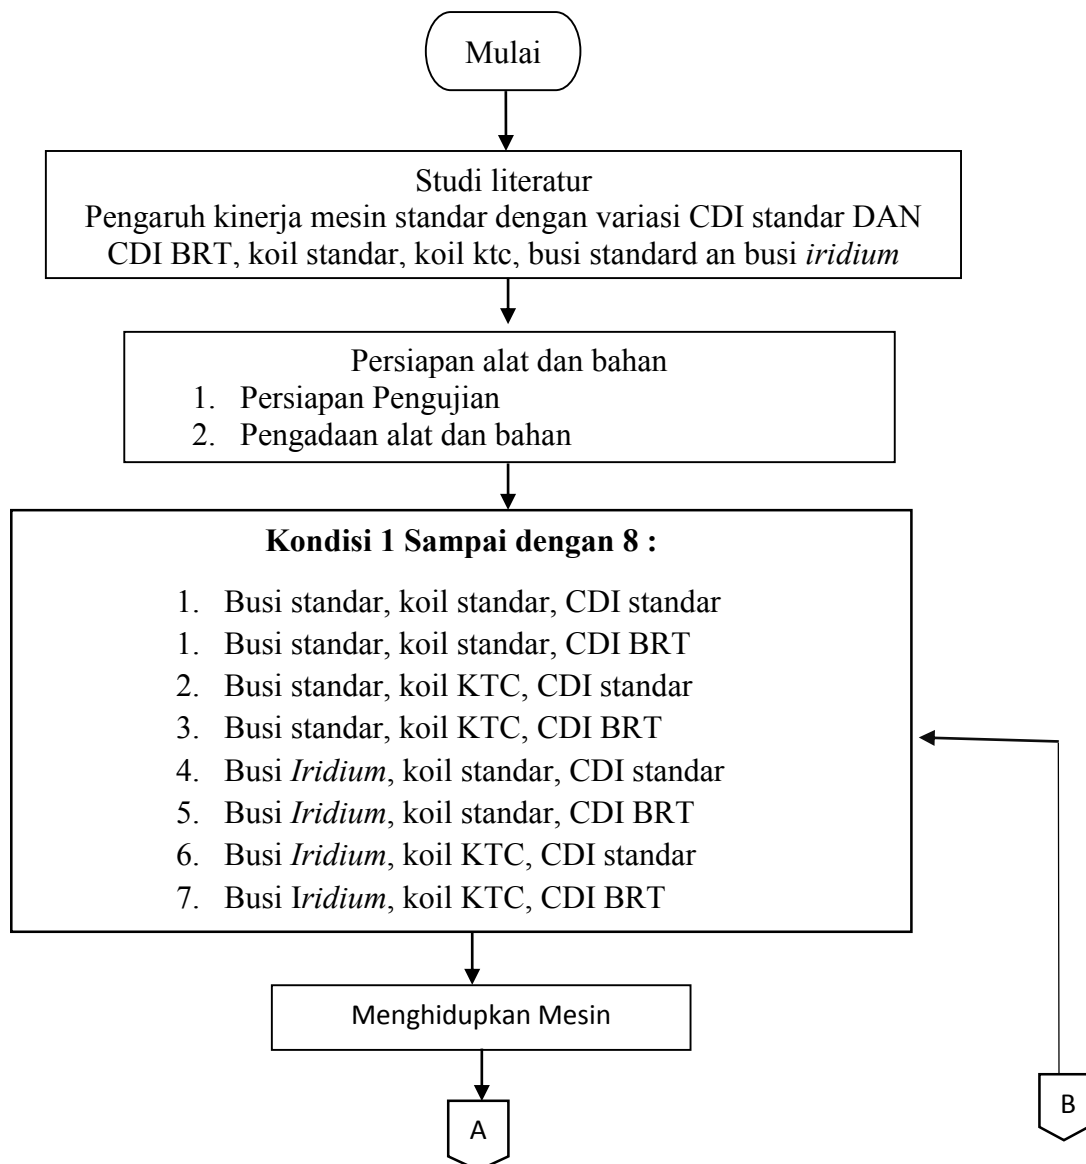 Mulai
Studi literatur
Pengaruh kinerja mesin standar dengan variasi CDI standar DAN
CDI BRT, koil standar, koil ktc, busi standard an busi iridium
Persiapan alat dan bahan
1. Persiapan Pengujian
2. Pengadaan alat dan bahan
Kondisi 1 Sampai dengan 8 :
1. Busi standar, koil standar, CDI standar
1. Busi standar, koil standar, CDI BRT
2. Busi standar, koil KTC, CDI standar
3. Busi standar, koil KTC, CDI BRT
4. Busi Iridium, koil standar, CDI standar
5. Busi Iridium, koil standar, CDI BRT
6. Busi Iridium, koil KTC, CDI standar
7. Busi Iridium, koil KTC, CDI BRT
Menghidupkan Mesin
A
B